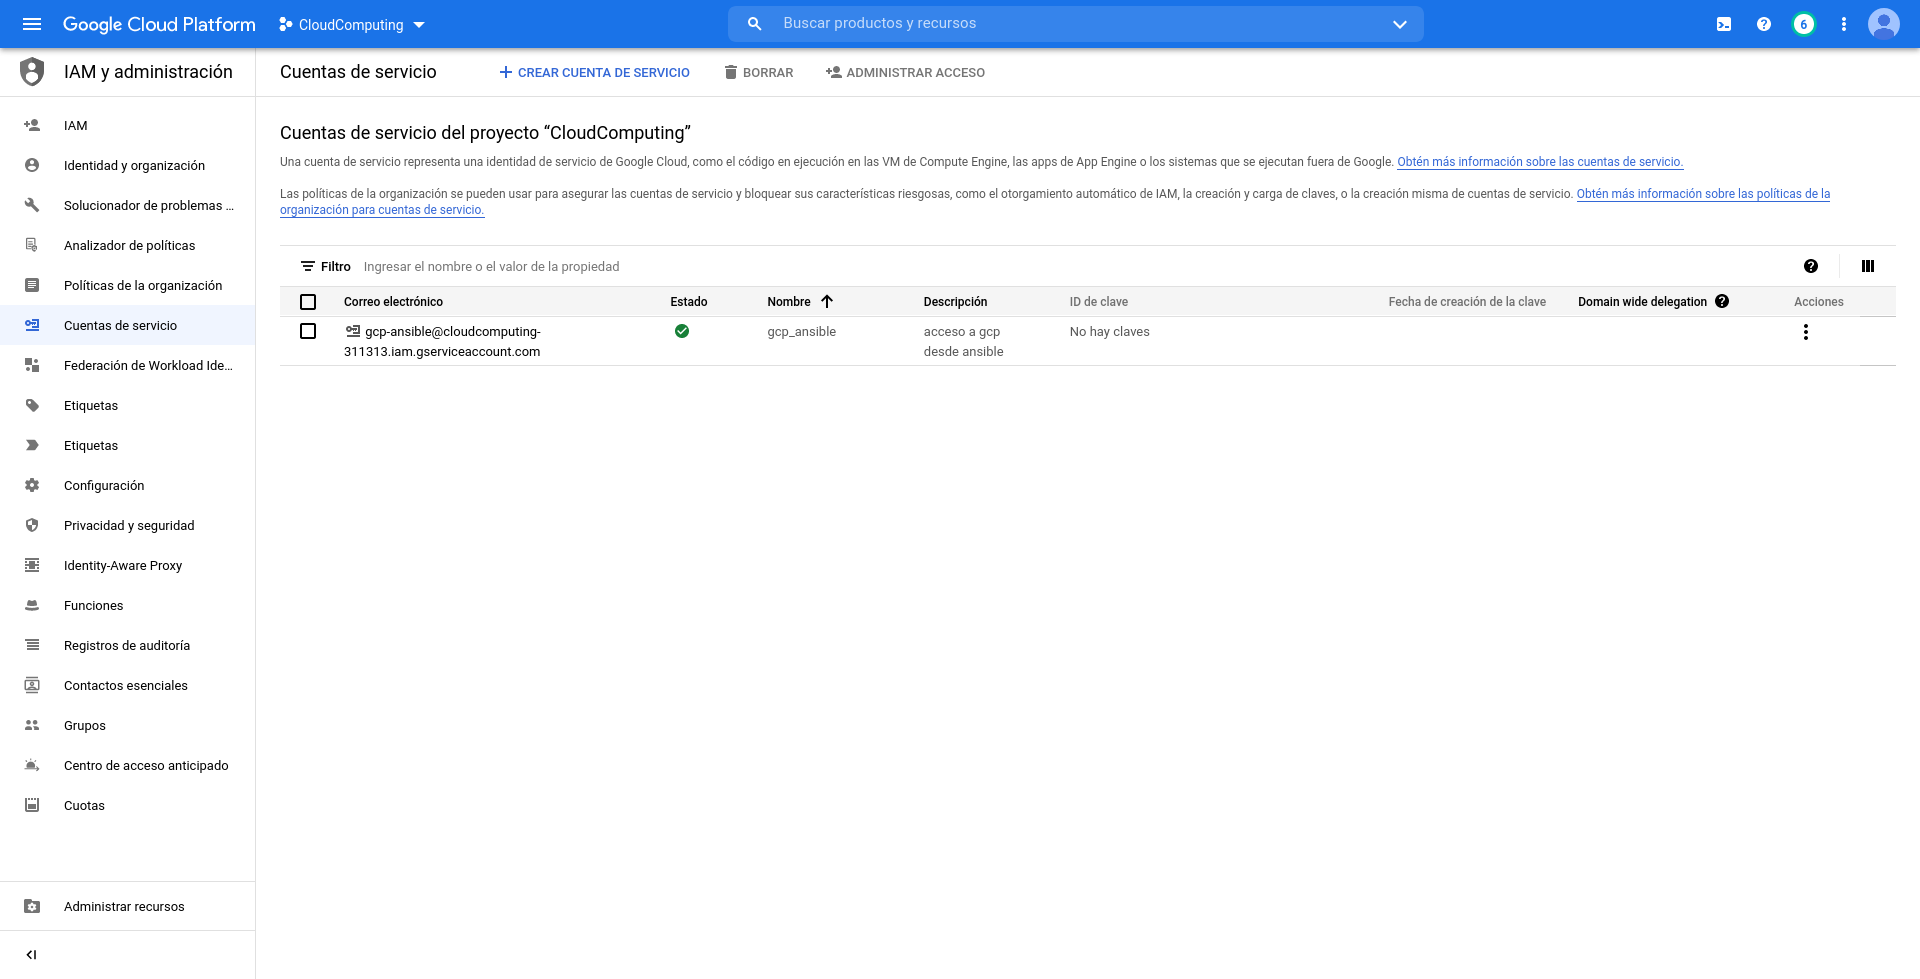 Google Cloud Platform
CloudComputing
Buscar productos y recursos
6
IAM y administración
Cuentas de servicio
CREAR CUENTA DE SERVICIO
BORRAR
ADMINISTRAR ACCESO
IAM
Identidad y organización
Solucionador de problemas ...
Analizador de políticas
Políticas de la organización
Cuentas de servicio
Federación de Workload Ide...
Etiquetas
Etiquetas
Configuración
Privacidad y seguridad
Identity-Aware Proxy
Funciones
Registros de auditoría
Contactos esenciales
Grupos
Centro de acceso anticipado
Cuotas
Administrar recursos
Cuentas de servicio del proyecto “CloudComputing”
Una cuenta de servicio representa una identidad de servicio de Google Cloud, como el código en ejecución en las VM de Compute Engine, las apps de App Engine o los sistemas que se ejecutan fuera de Google. Obtén más información sobre las cuentas de servicio.
Las políticas de la organización se pueden usar para asegurar las cuentas de servicio y bloquear sus características riesgosas, como el otorgamiento automático de IAM, la creación y carga de claves, o la creación misma de cuentas de servicio. Obtén más información sobre las políticas de la
organización para cuentas de servicio.
Filtro Ingresar el nombre o el valor de la propiedad
Correo electrónico Estado Nombre Descripción ID de clave Fecha de creación de la clave Domain wide delegation Acciones
gcp-ansible@cloudcomputing- gcp_ansible acceso a gcp No hay claves
311313.iam.gserviceaccount.com desde ansible